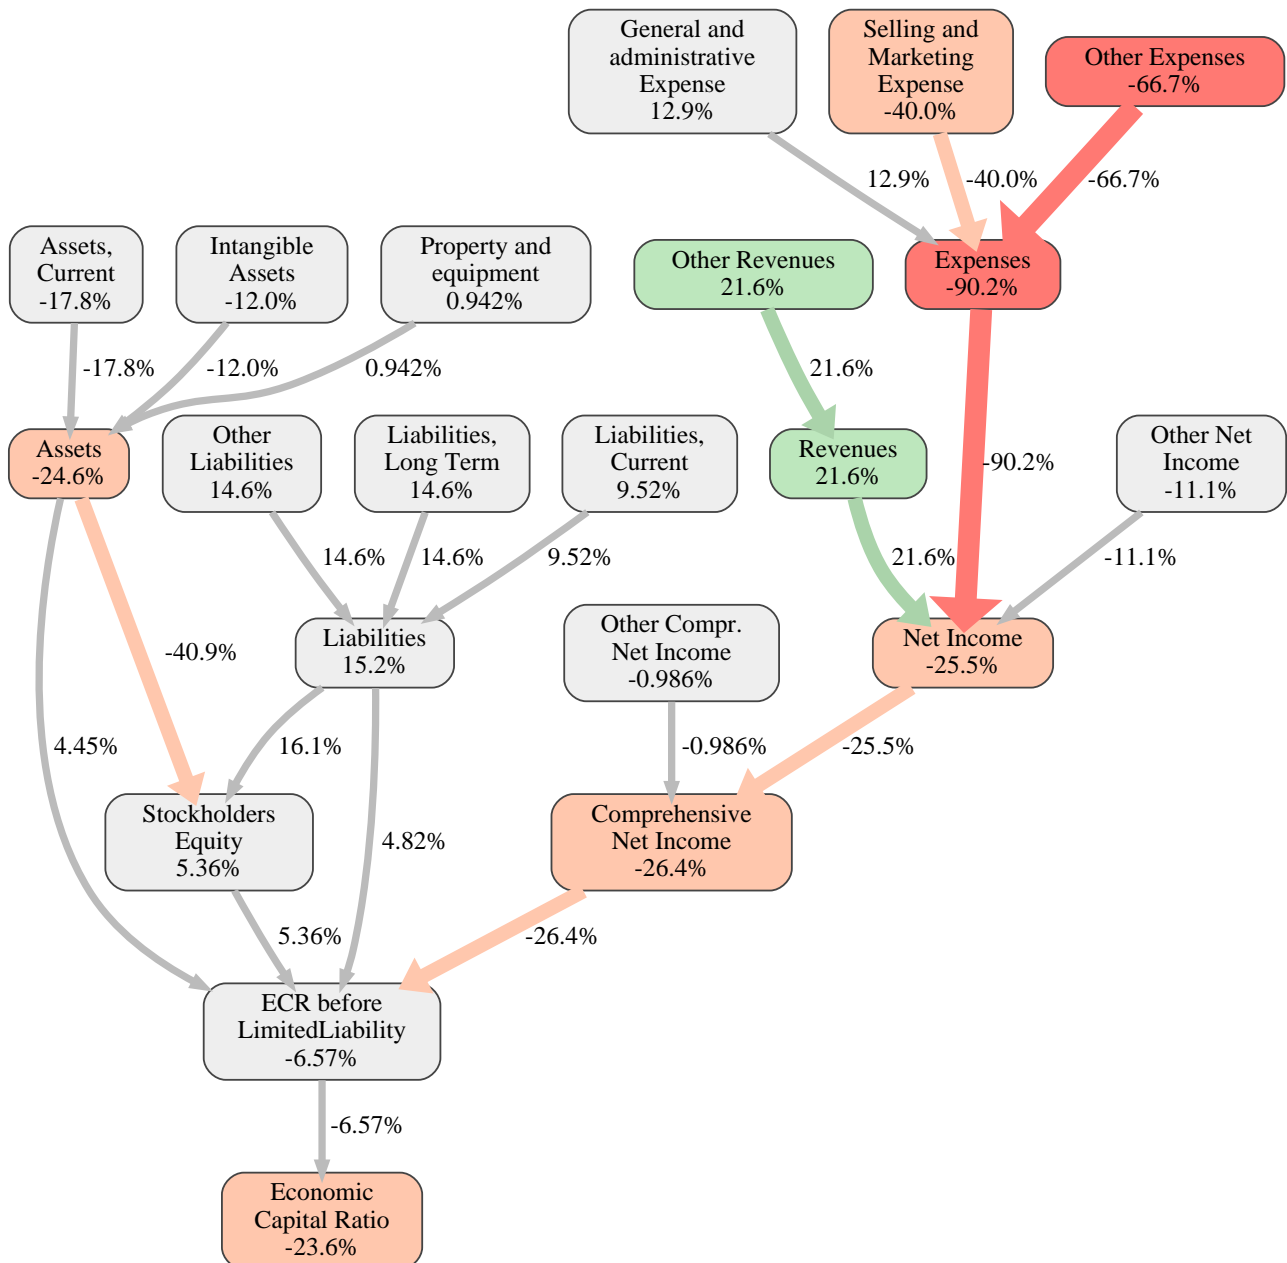 General and
administrative
Expense
12.9%
Selling and
Marketing
Expense
-40.0%
Other Expenses
-66.7%
12.9%
-40.0%
-66.7%
Assets,
Current
-17.8%
Intangible
Assets
-12.0%
Property and
equipment
0.942%
Other Revenues
21.6%
Expenses
-90.2%
-17.8%
-12.0%
0.942%
21.6%
Assets
-24.6%
Other
Liabilities
14.6%
Liabilities,
Long Term
14.6%
Liabilities,
Current
9.52%
Revenues
21.6%
-90.2%
Other Net
Income
-11.1%
14.6%
14.6%
9.52%
21.6%
-11.1%
-40.9%
Liabilities
15.2%
Other Compr.
Net Income
-0.986%
Net Income
-25.5%
4.45%
16.1%
-0.986%
-25.5%
Stockholders
Equity
5.36%
4.82%
Comprehensive
Net Income
-26.4%
5.36%
-26.4%
ECR before
LimitedLiability
-6.57%
-6.57%
Economic
Capital Ratio
-23.6%